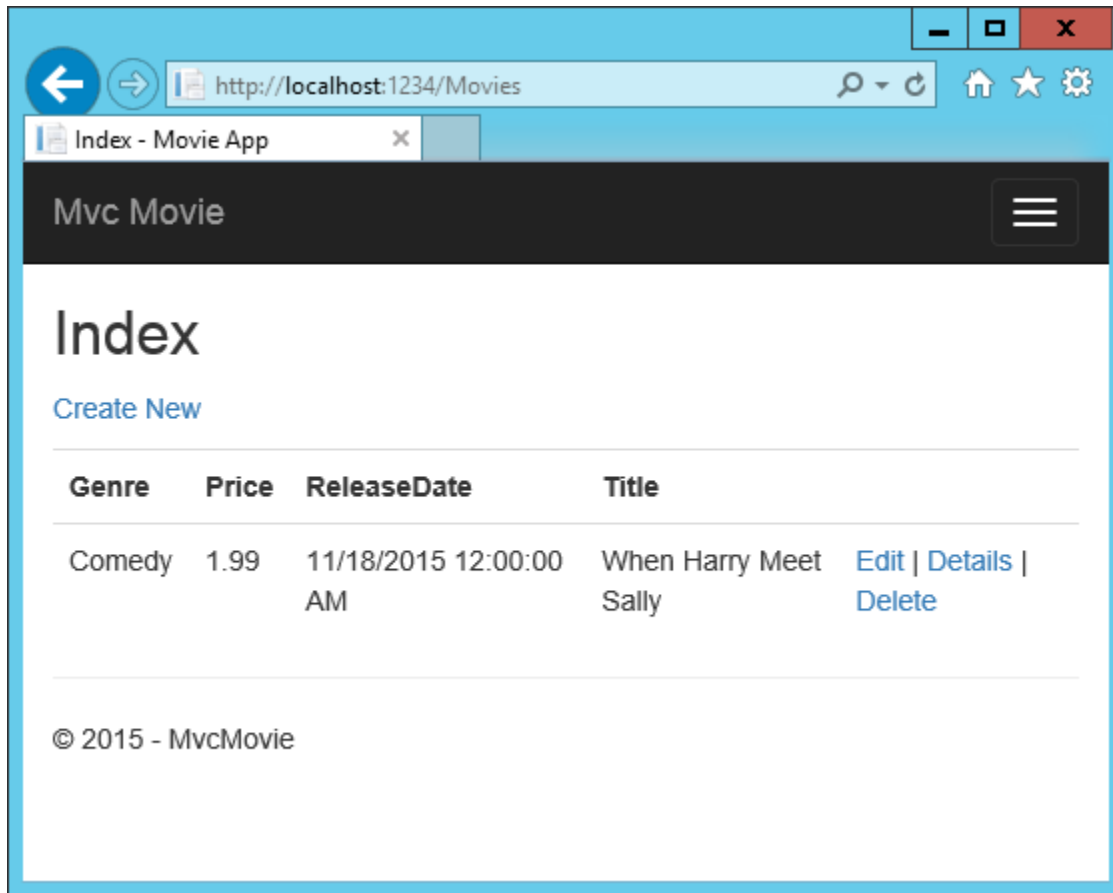 http://localhost:1234/Movies
Index - Movie App
Mvc Movie
Index
Create New
Genre Price ReleaseDate Title
Comedy 1.99 11/18/2015 12:00:00 When Harry Meet Edit | Details |
AM Sally Delete
© 2015 - MvcMovie